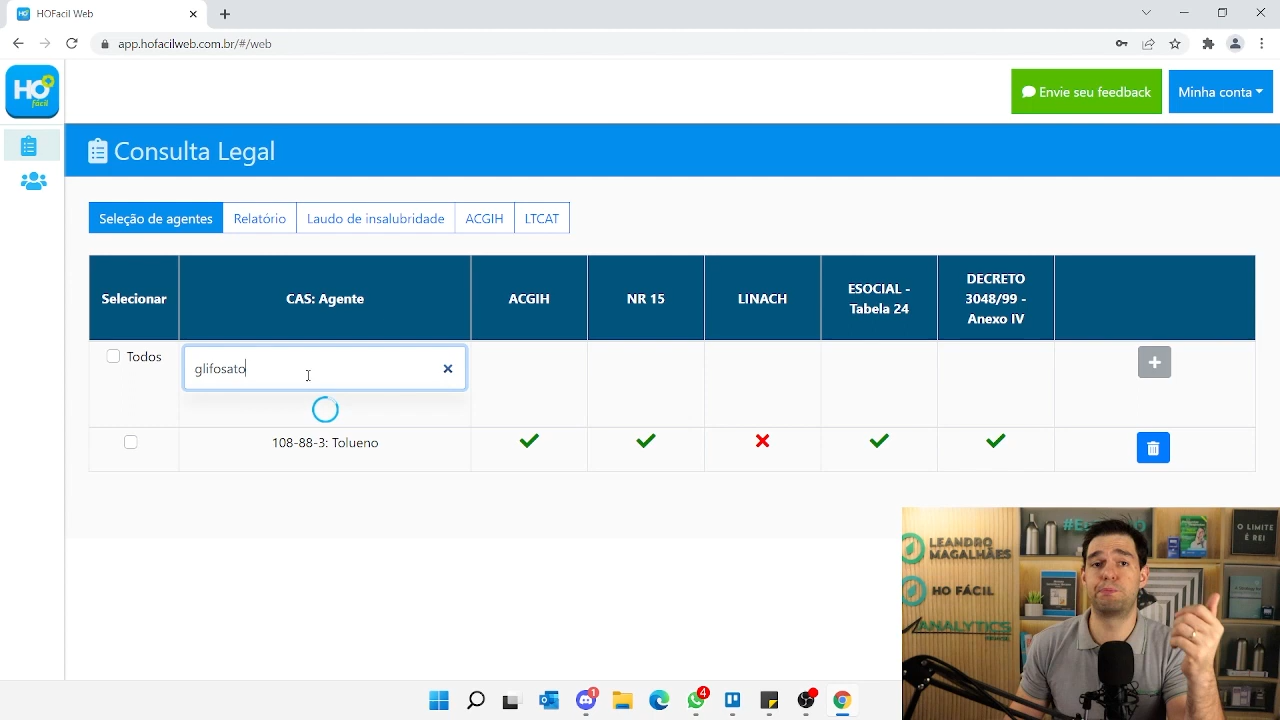 HOFacil Web
app.hofacilweb.com.br/#/web
HO
fácil
Envie seu feedback
Minha conta
Consulta Legal
Seleção de agentes
Relatório
Laudo de insalubridade
ACGIH
LTCAT
Selecionar
CAS: Agente
ACGIH
NR 15
LINACH
ESOCIAL -
Tabela 24
DECRETO
3048/99 -
Anexo IV
Todos
glifosato
108-88-3: Tolueno
LEANDRO
MAGALHÃES
HO FÁCIL
ANALYTICS
O LIMITE
É REI
1
4